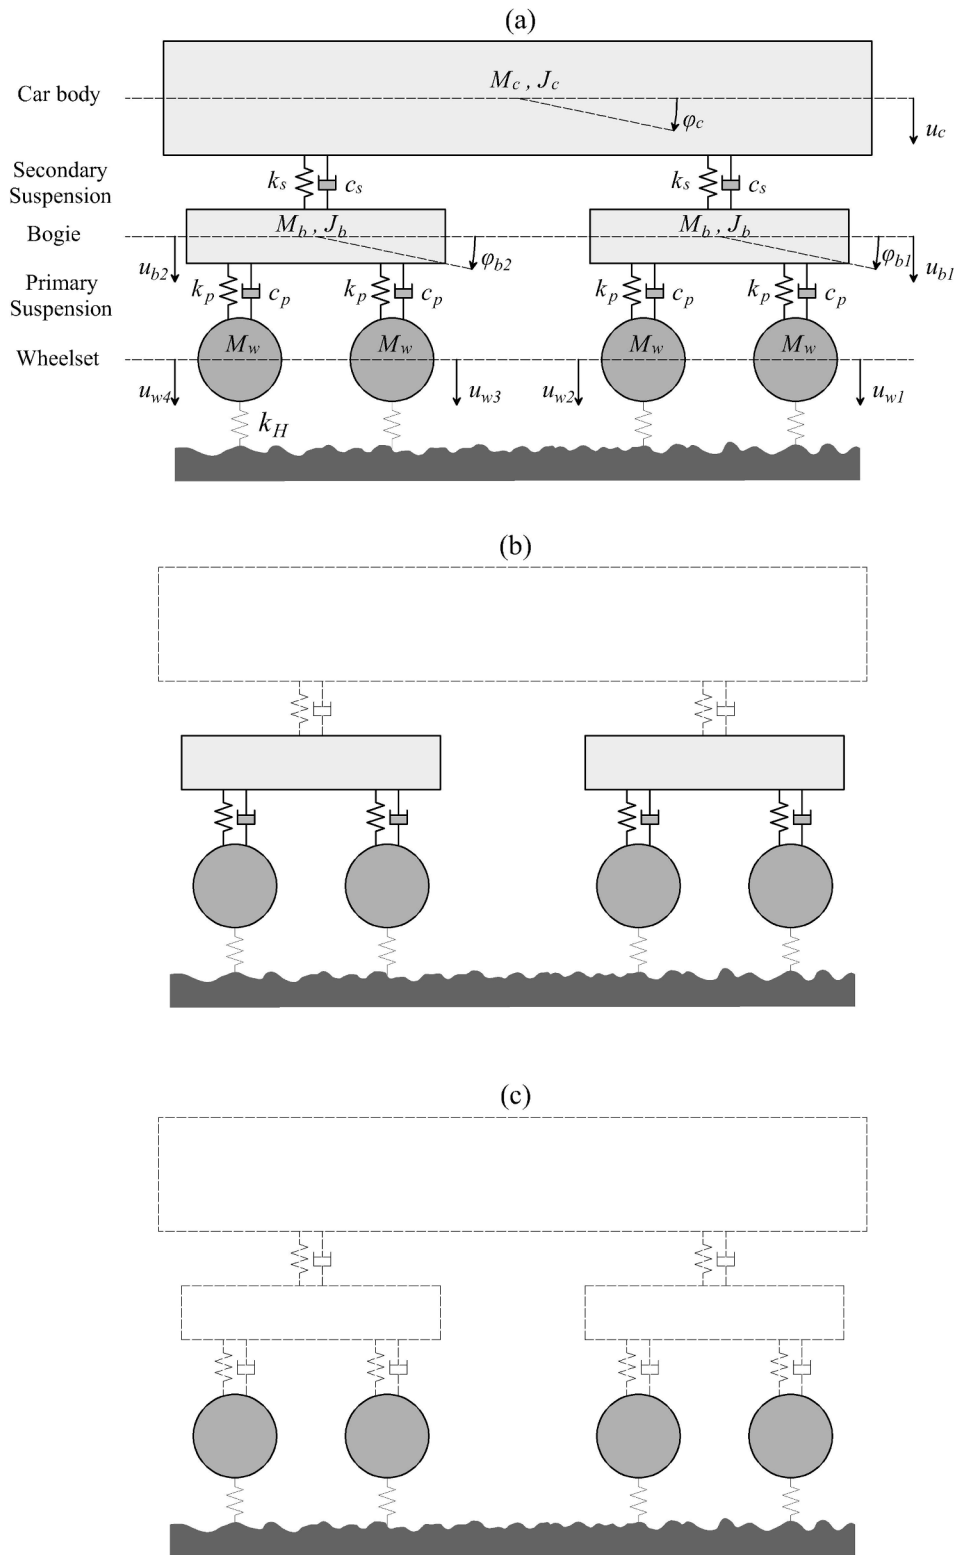 (a)
Car body
M_c , J_c
φ_c
u_c
Secondary
Suspension
k_s
c_s
k_s
c_s
Bogie
M_b , J_b
M_b , J_b
u_b2
φ_b2
φ_b1
u_b1
Primary
Suspension
k_p
c_p
k_p
c_p
k_p
c_p
k_p
c_p
Wheelset
M_w
M_w
M_w
M_w
u_w4
u_w3
u_w2
u_w1
k_H
(b)
(c)